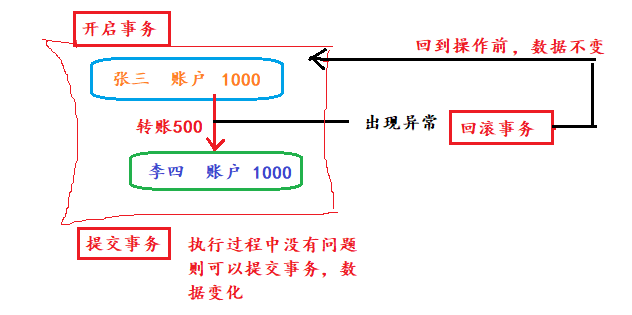 开启事务
回到操作前，数据不变
张三 账户 1000
转账500
出现异常
回滚事务
李四 账户 1000
提交事务
执行过程中没有问题
则可以提交事务，数
据变化